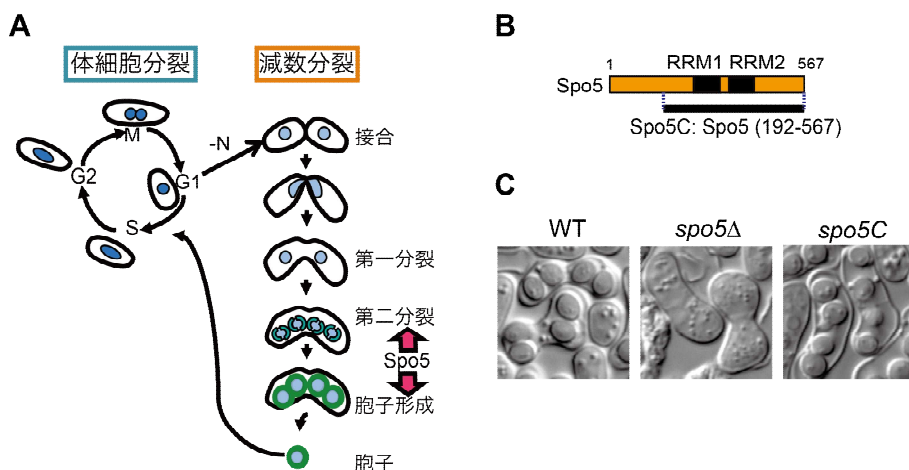 A
体細胞分裂
減数分裂
M
G2
G1
S
-N
接合
第一分裂
第二分裂
Spo5
胞子形成
胞子
B
1
RRM1
RRM2
567
Spo5
Spo5C: Spo5 (192-567)
C
WT
spo5Δ
spo5C